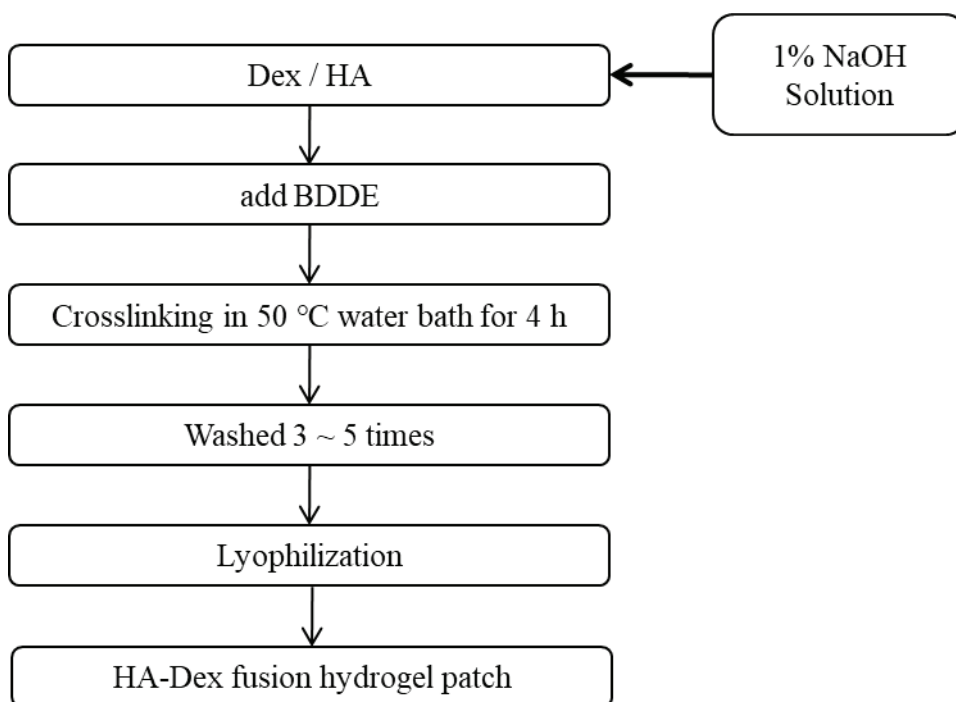 Dex / HA
1% NaOH
Solution
add BDDE
Crosslinking in 50 ℃ water bath for 4 h
Washed 3 ~ 5 times
Lyophilization
HA-Dex fusion hydrogel patch